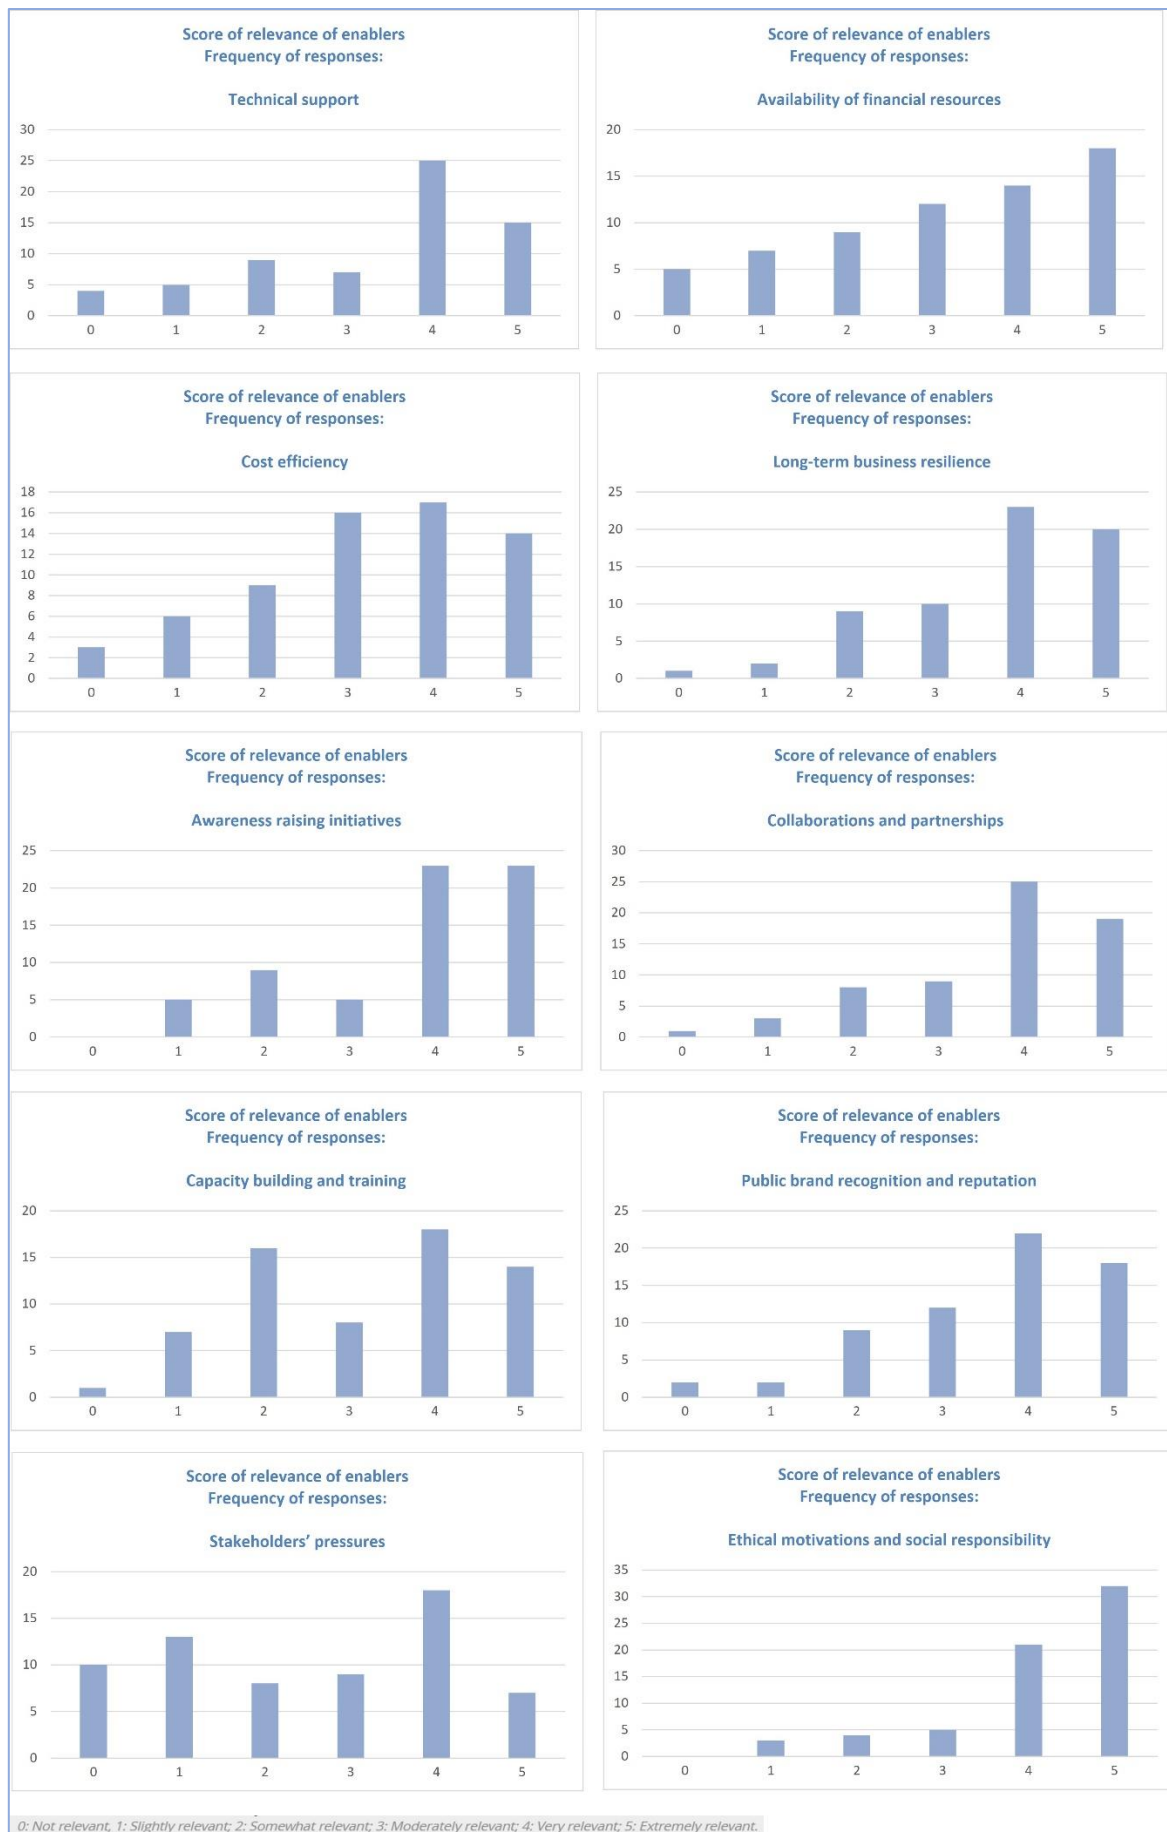 Score of relevance of enablers
Frequency of responses:
Technical support
30
25
20
15
10
5
0
0 1 2 3 4 5
Score of relevance of enablers
Frequency of responses:
Availability of financial resources
20
15
10
5
0
0 1 2 3 4 5
Score of relevance of enablers
Frequency of responses:
Cost efficiency
18
16
14
12
10
8
6
4
2
0
0 1 2 3 4 5
Score of relevance of enablers
Frequency of responses:
Long-term business resilience
25
20
15
10
5
0
0 1 2 3 4 5
Score of relevance of enablers
Frequency of responses:
Awareness raising initiatives
25
20
15
10
5
0
0 1 2 3 4 5
Score of relevance of enablers
Frequency of responses:
Collaborations and partnerships
30
25
20
15
10
5
0
0 1 2 3 4 5
Score of relevance of enablers
Frequency of responses:
Capacity building and training
20
15
10
5
0
0 1 2 3 4 5
Score of relevance of enablers
Frequency of responses:
Public brand recognition and reputation
25
20
15
10
5
0
0 1 2 3 4 5
Score of relevance of enablers
Frequency of responses:
Stakeholders’ pressures
20
15
10
5
0
0 1 2 3 4 5
Score of relevance of enablers
Frequency of responses:
Ethical motivations and social responsibility
35
30
25
20
15
10
5
0
0 1 2 3 4 5
0: Not relevant, 1: Slightly relevant; 2: Somewhat relevant; 3: Moderately relevant; 4: Very relevant; 5: Extremely relevant.